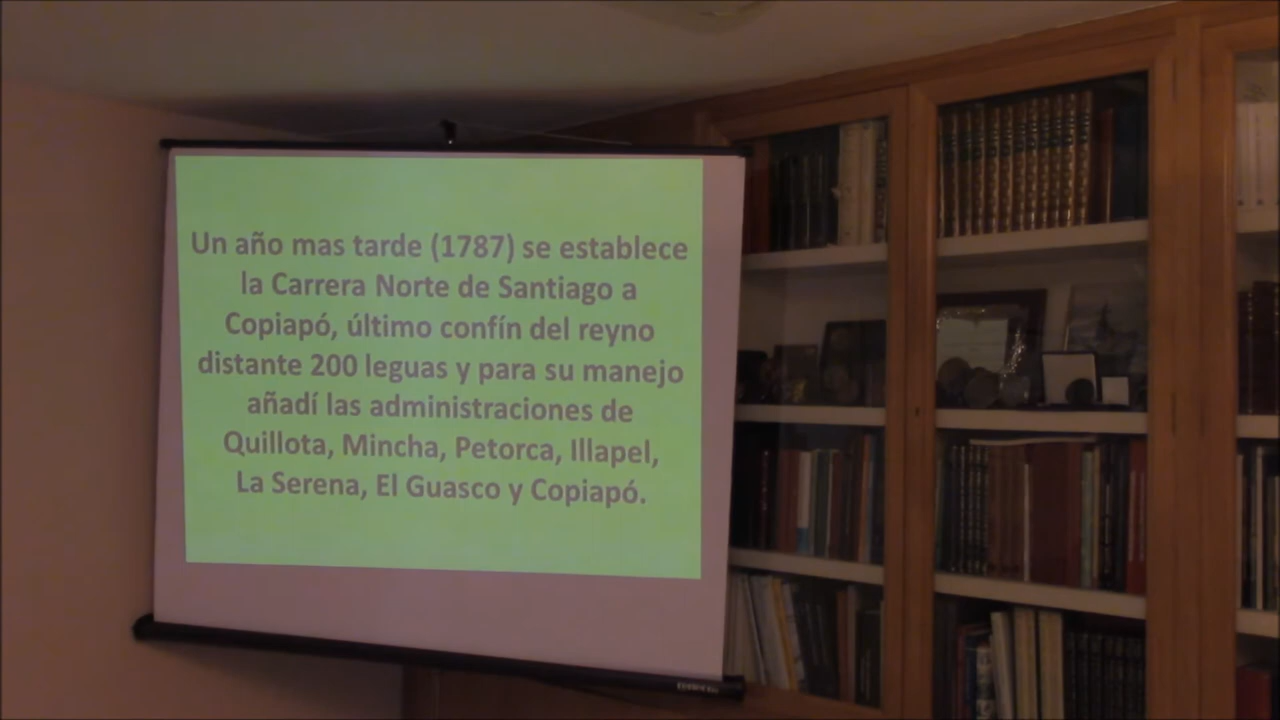 Un año mas tarde (1787) se establece
la Carrera Norte de Santiago a
Copiapó, último confín del reyno
distante 200 leguas y para su manejo
añadí las administraciones de
Quillota, Mincha, Petorca, Illapel,
La Serena, El Guasco y Copiapó.